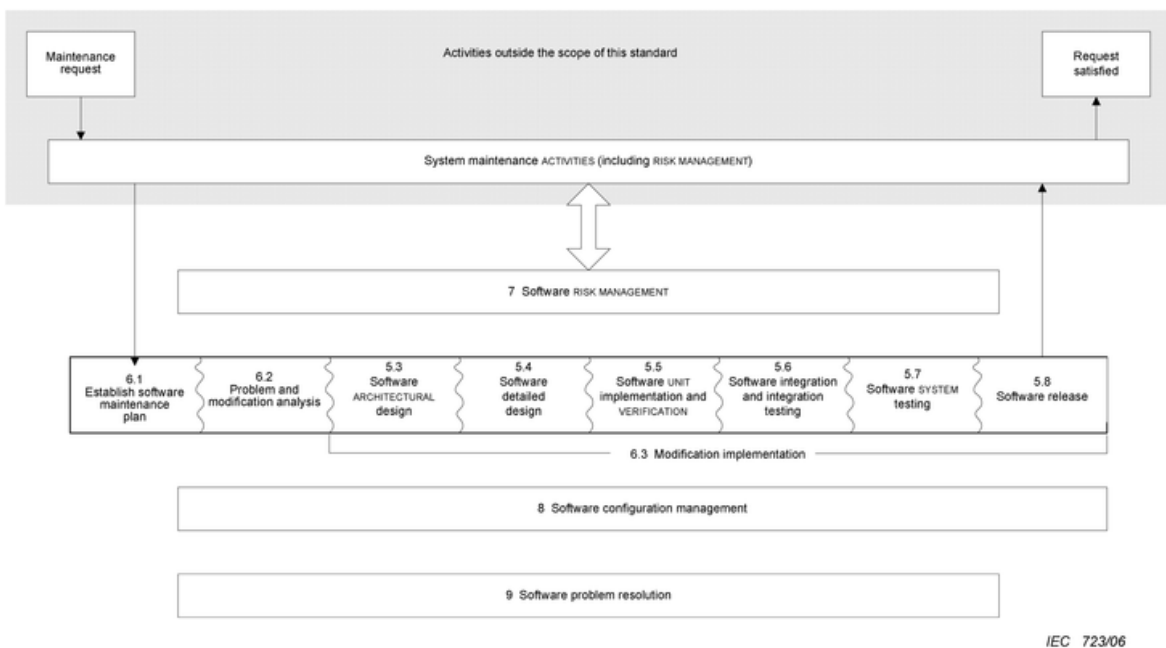 Maintenance
request
Activities outside the scope of this standard
Request
satisfied
System maintenance ACTIVITIES (including RISK MANAGEMENT)
7 Software RISK MANAGEMENT
6.1
Establish software
maintenance
plan
6.2
Problem and
modification analysis
5.3
Software
ARCHITECTURAL
design
5.4
Software
detailed
design
5.5
Software UNIT
implementation and
VERIFICATION
5.6
Software integration
and integration
testing
5.7
Software SYSTEM
testing
5.8
Software release
6.3 Modification implementation
8 Software configuration management
9 Software problem resolution
IEC 723/06